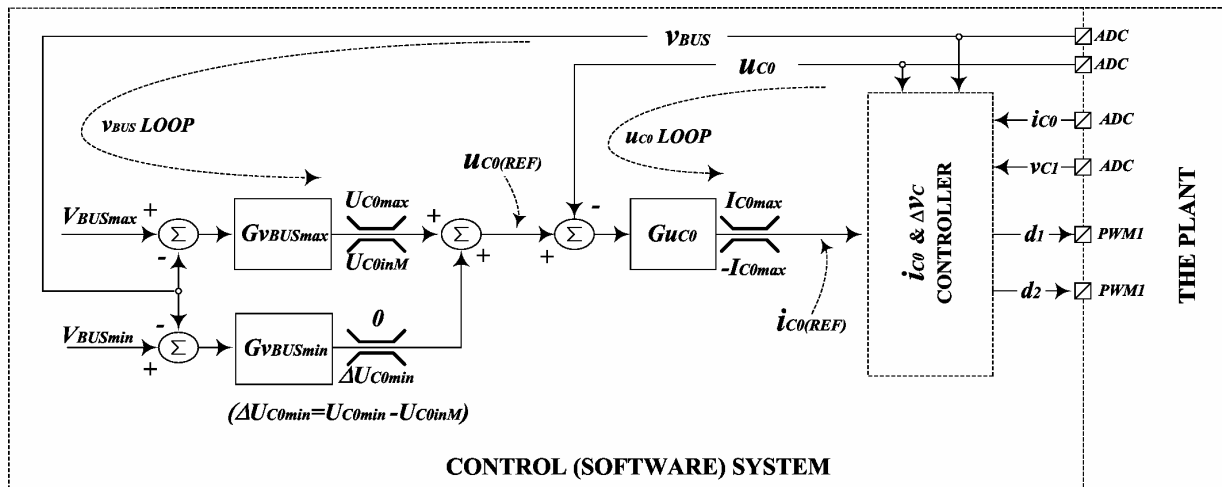 vBUS
ADC
uC0
ADC
vBUS LOOP
uC0 LOOP
iC0
ADC
uC0(REF)
vC1
ADC
VBUSmax
+
Σ
-
GvBUSmax
UC0max
UC0inM
+
Σ
+
-
Σ
+
GuC0
IC0max
-IC0max
iC0(REF)
iC0 & ΔvC
CONTROLLER
d1
PWM1
d2
PWM1
THE PLANT
VBUSmin
-
Σ
+
GvBUSmin
0
ΔUC0min
(ΔUC0min=UC0min -UC0inM)
CONTROL (SOFTWARE) SYSTEM